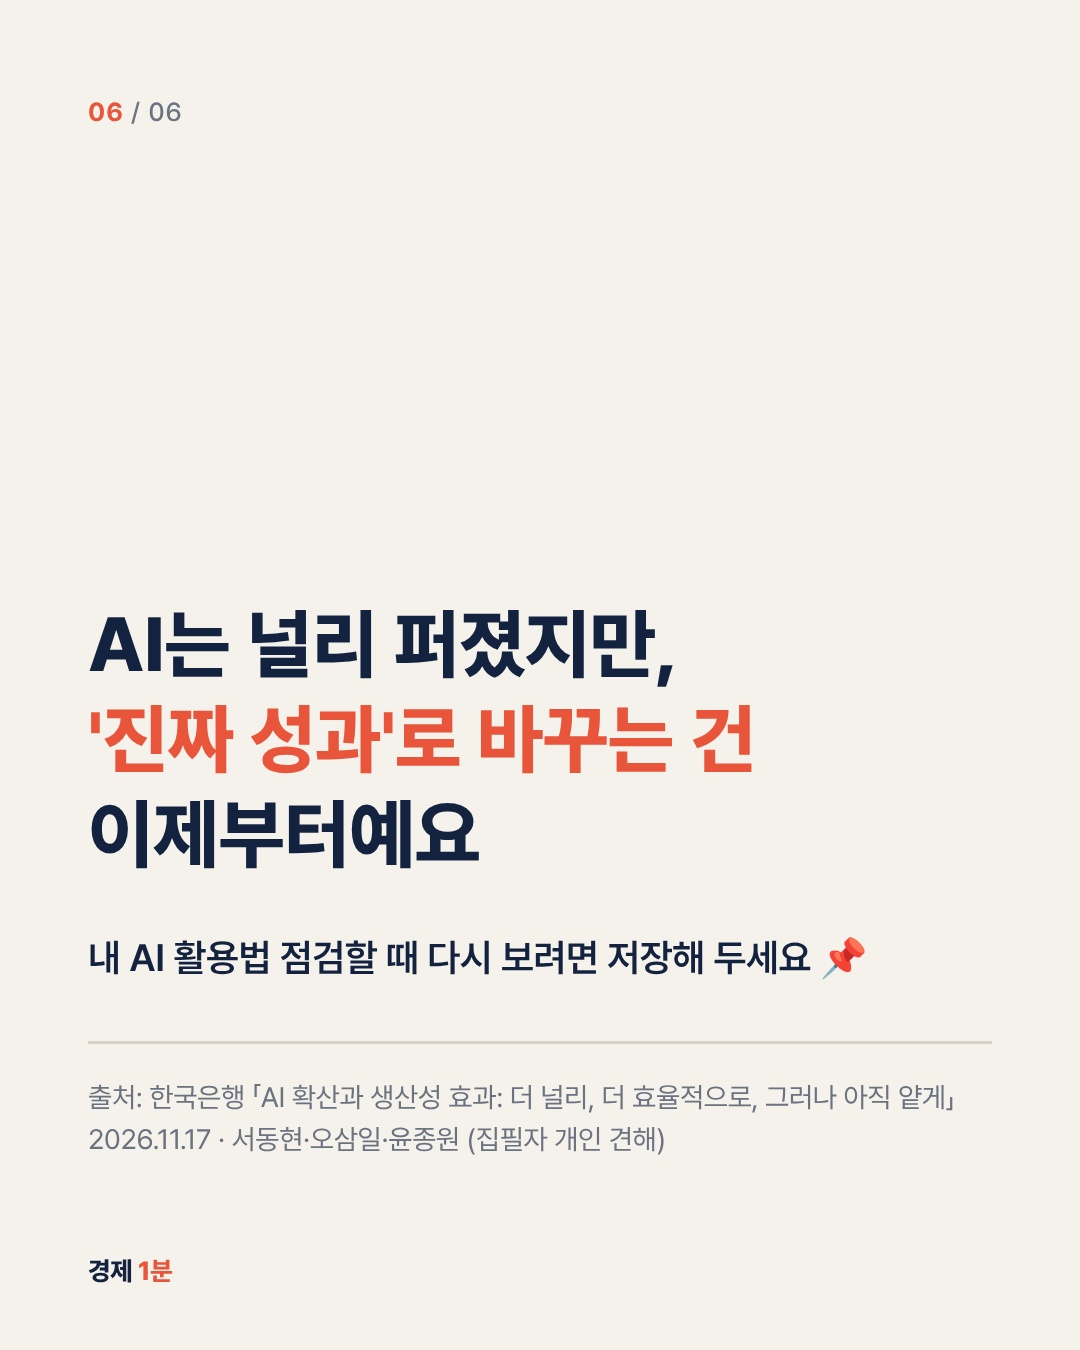 06 / 06
AI는 널리 퍼졌지만,
'진짜 성과'로 바꾸는 건
이제부터예요
내 AI 활용법 점검할 때 다시 보려면 저장해 두세요 📌
출처: 한국은행 「AI 확산과 생산성 효과: 더 널리, 더 효율적으로, 그러나 아직 얕게」
2026.11.17 · 서동현·오삼일·윤종원 (집필자 개인 견해)
경제 1분